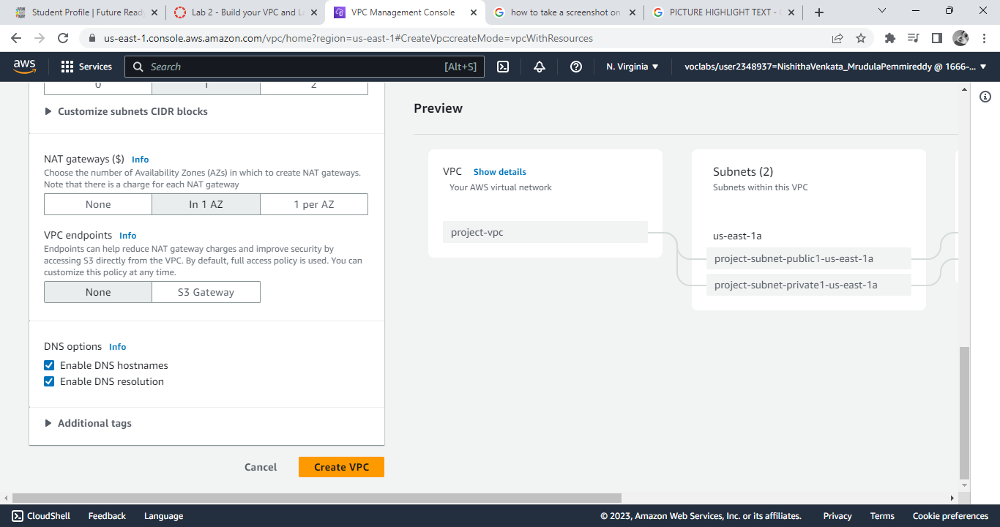 Student Profile | Future Read
Lab 2 - Build your VPC and La
VPC Management Console
how to take a screenshot on
PICTURE HIGHLIGHT TEXT -
us-east-1.console.aws.amazon.com/vpc/home?region=us-east-1#CreateVpc:createMode=vpcWithResources
aws
Services
Search
[Alt+S]
N. Virginia
voclabs/user2348937=NishithaVenkata_MrudulaPemmireddy @ 1666-...
0 1 2
Customize subnets CIDR blocks
NAT gateways ($) Info
Choose the number of Availability Zones (AZs) in which to create NAT gateways.
Note that there is a charge for each NAT gateway
None In 1 AZ 1 per AZ
VPC endpoints Info
Endpoints can help reduce NAT gateway charges and improve security by
accessing S3 directly from the VPC. By default, full access policy is used. You can
customize this policy at any time.
None S3 Gateway
DNS options Info
Enable DNS hostnames
Enable DNS resolution
Additional tags
Cancel
Create VPC
Preview
VPC Show details
Your AWS virtual network
project-vpc
Subnets (2)
Subnets within this VPC
us-east-1a
project-subnet-public1-us-east-1a
project-subnet-private1-us-east-1a
CloudShell
Feedback
Language
© 2023, Amazon Web Services, Inc. or its affiliates.
Privacy
Terms
Cookie preferences